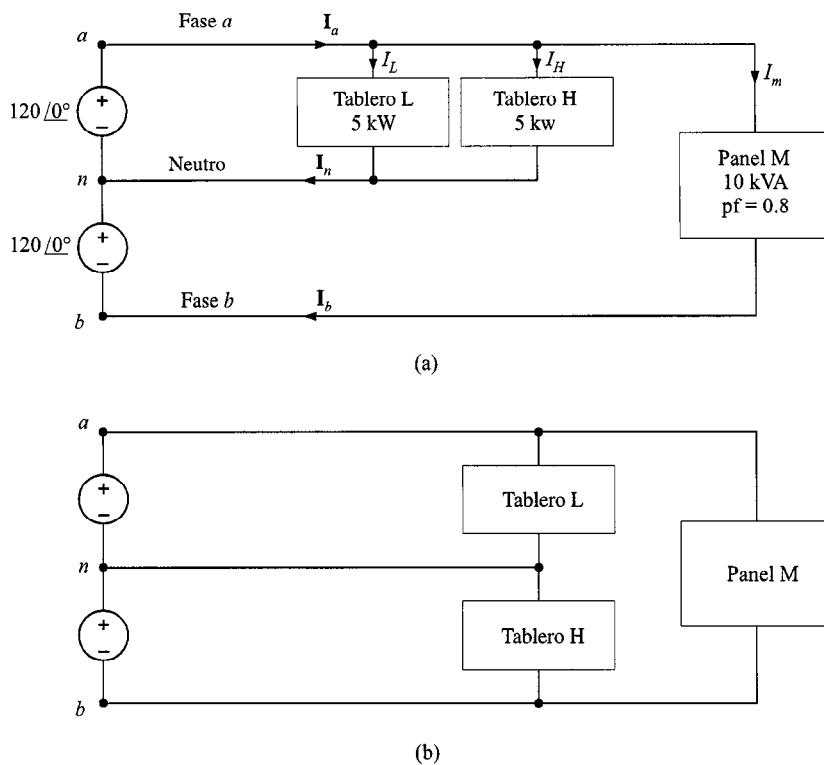 a
Fase a
I_a
I_L
I_H
I_m
120 /0°
+
−
Tablero L
5 kW
Tablero H
5 kw
Panel M
10 kVA
pf = 0.8
n
Neutro
I_n
120 /0°
+
−
b
Fase b
I_b
(a)
a
+
−
Tablero L
n
Panel M
+
−
Tablero H
b
(b)